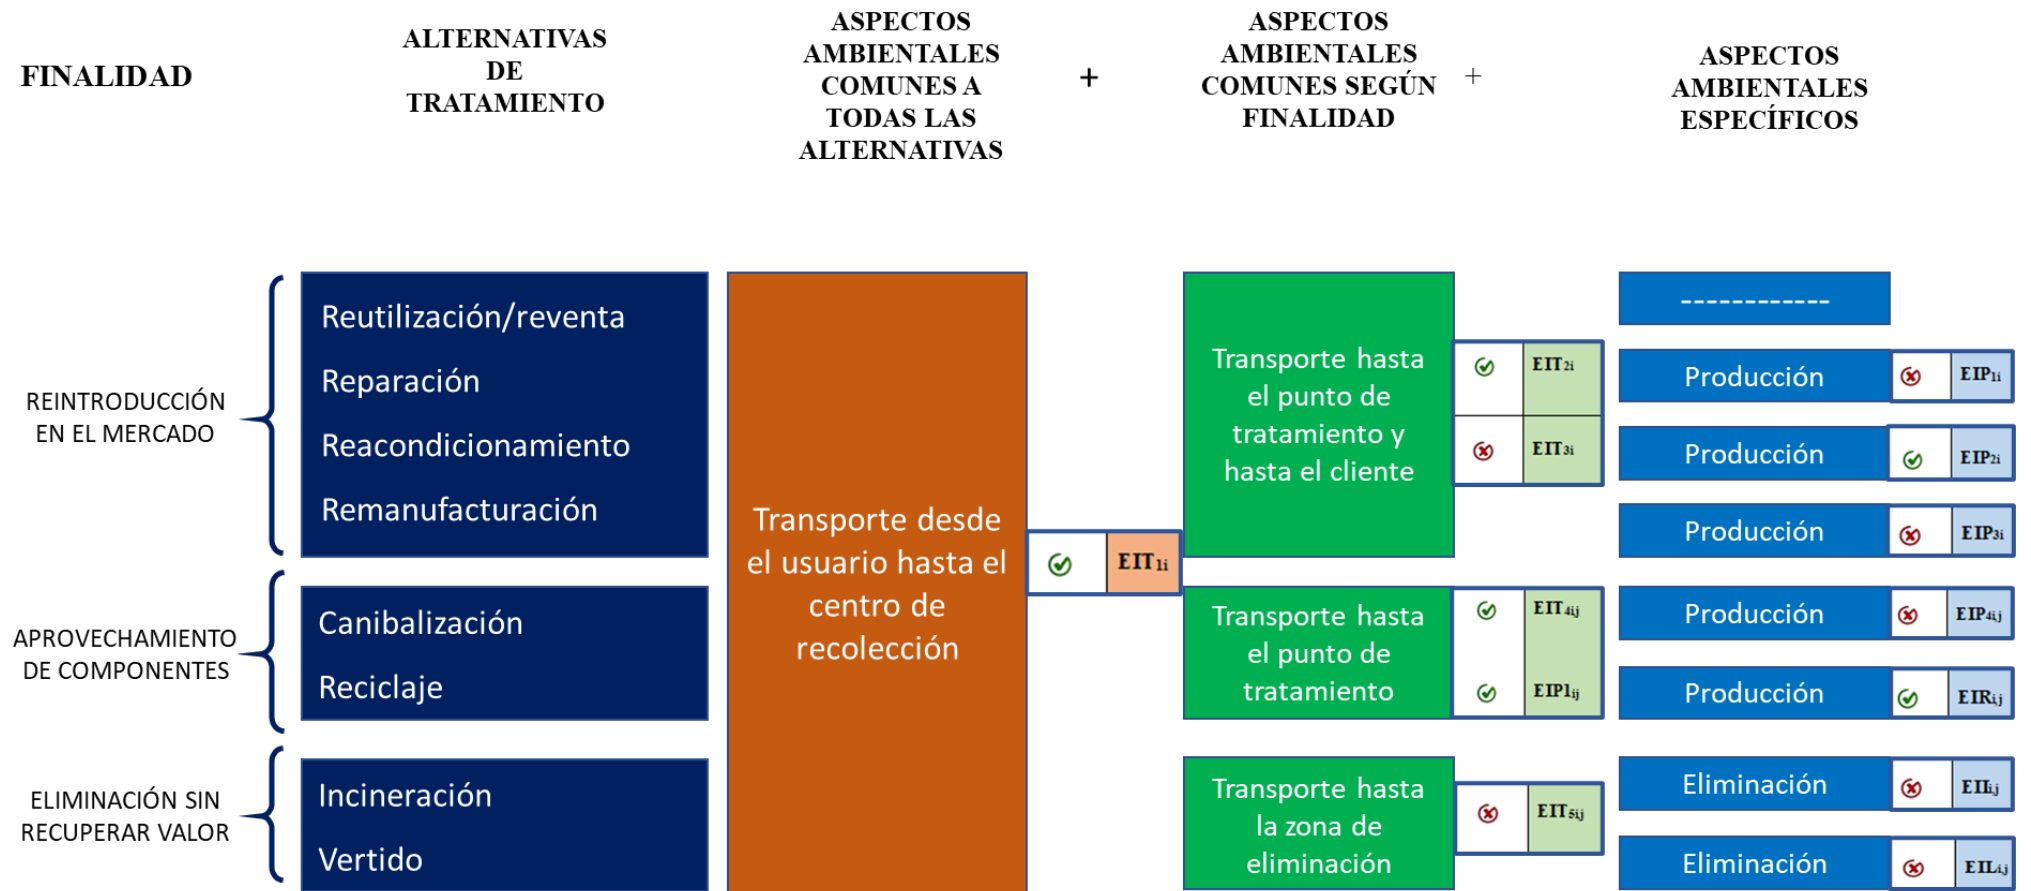 FINALIDAD
ALTERNATIVAS
DE
TRATAMIENTO
ASPECTOS
AMBIENTALES
COMUNES A
TODAS LAS
ALTERNATIVAS
+
ASPECTOS
AMBIENTALES
COMUNES SEGÚN
FINALIDAD
+
ASPECTOS
AMBIENTALES
ESPECÍFICOS
REINTRODUCCIÓN
EN EL MERCADO
Reutilización/reventa
Reparación
Reacondicionamiento
Remanufacturación
APROVECHAMIENTO
DE COMPONENTES
Canibalización
Reciclaje
ELIMINACIÓN SIN
RECUPERAR VALOR
Incineración
Vertido
Transporte desde
el usuario hasta el
centro de
recolección
EIT1i
Transporte hasta
el punto de
tratamiento y
hasta el cliente
EIT2i
EIT3i
Transporte hasta
el punto de
tratamiento
EIT4ij
EIP1ij
Transporte hasta
la zona de
eliminación
EIT5ij
------------
Producción
EIP1i
Producción
EIP2i
Producción
EIP3i
Producción
EIP4i,j
Producción
EIRi,j
Eliminación
EIIi,j
Eliminación
EILi,j